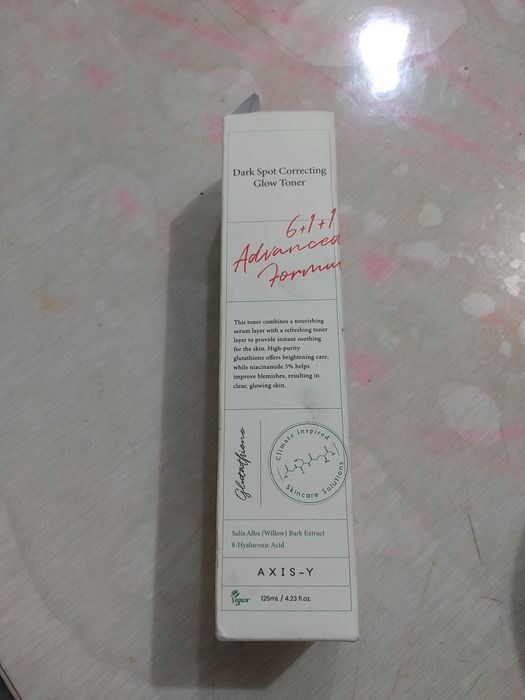 Dark Spot Correcting
Glow Toner
6+1+1
Advanced
This toner combines a nourishing
serum layer with a refreshing toner
layer to provide instant soothing
for the skin. High-purity
glutathione offers brightening care,
while niacinamide 5% helps
improve blemishes, resulting in
clear, glowing skin.
Glutathione
Climate Inspired
Skincare Solutions
Salix Alba (Willow) Bark Extract
8-Hyaluronic Acid
AXIS-Y
Vegan
125mL / 4.23 fl.oz.